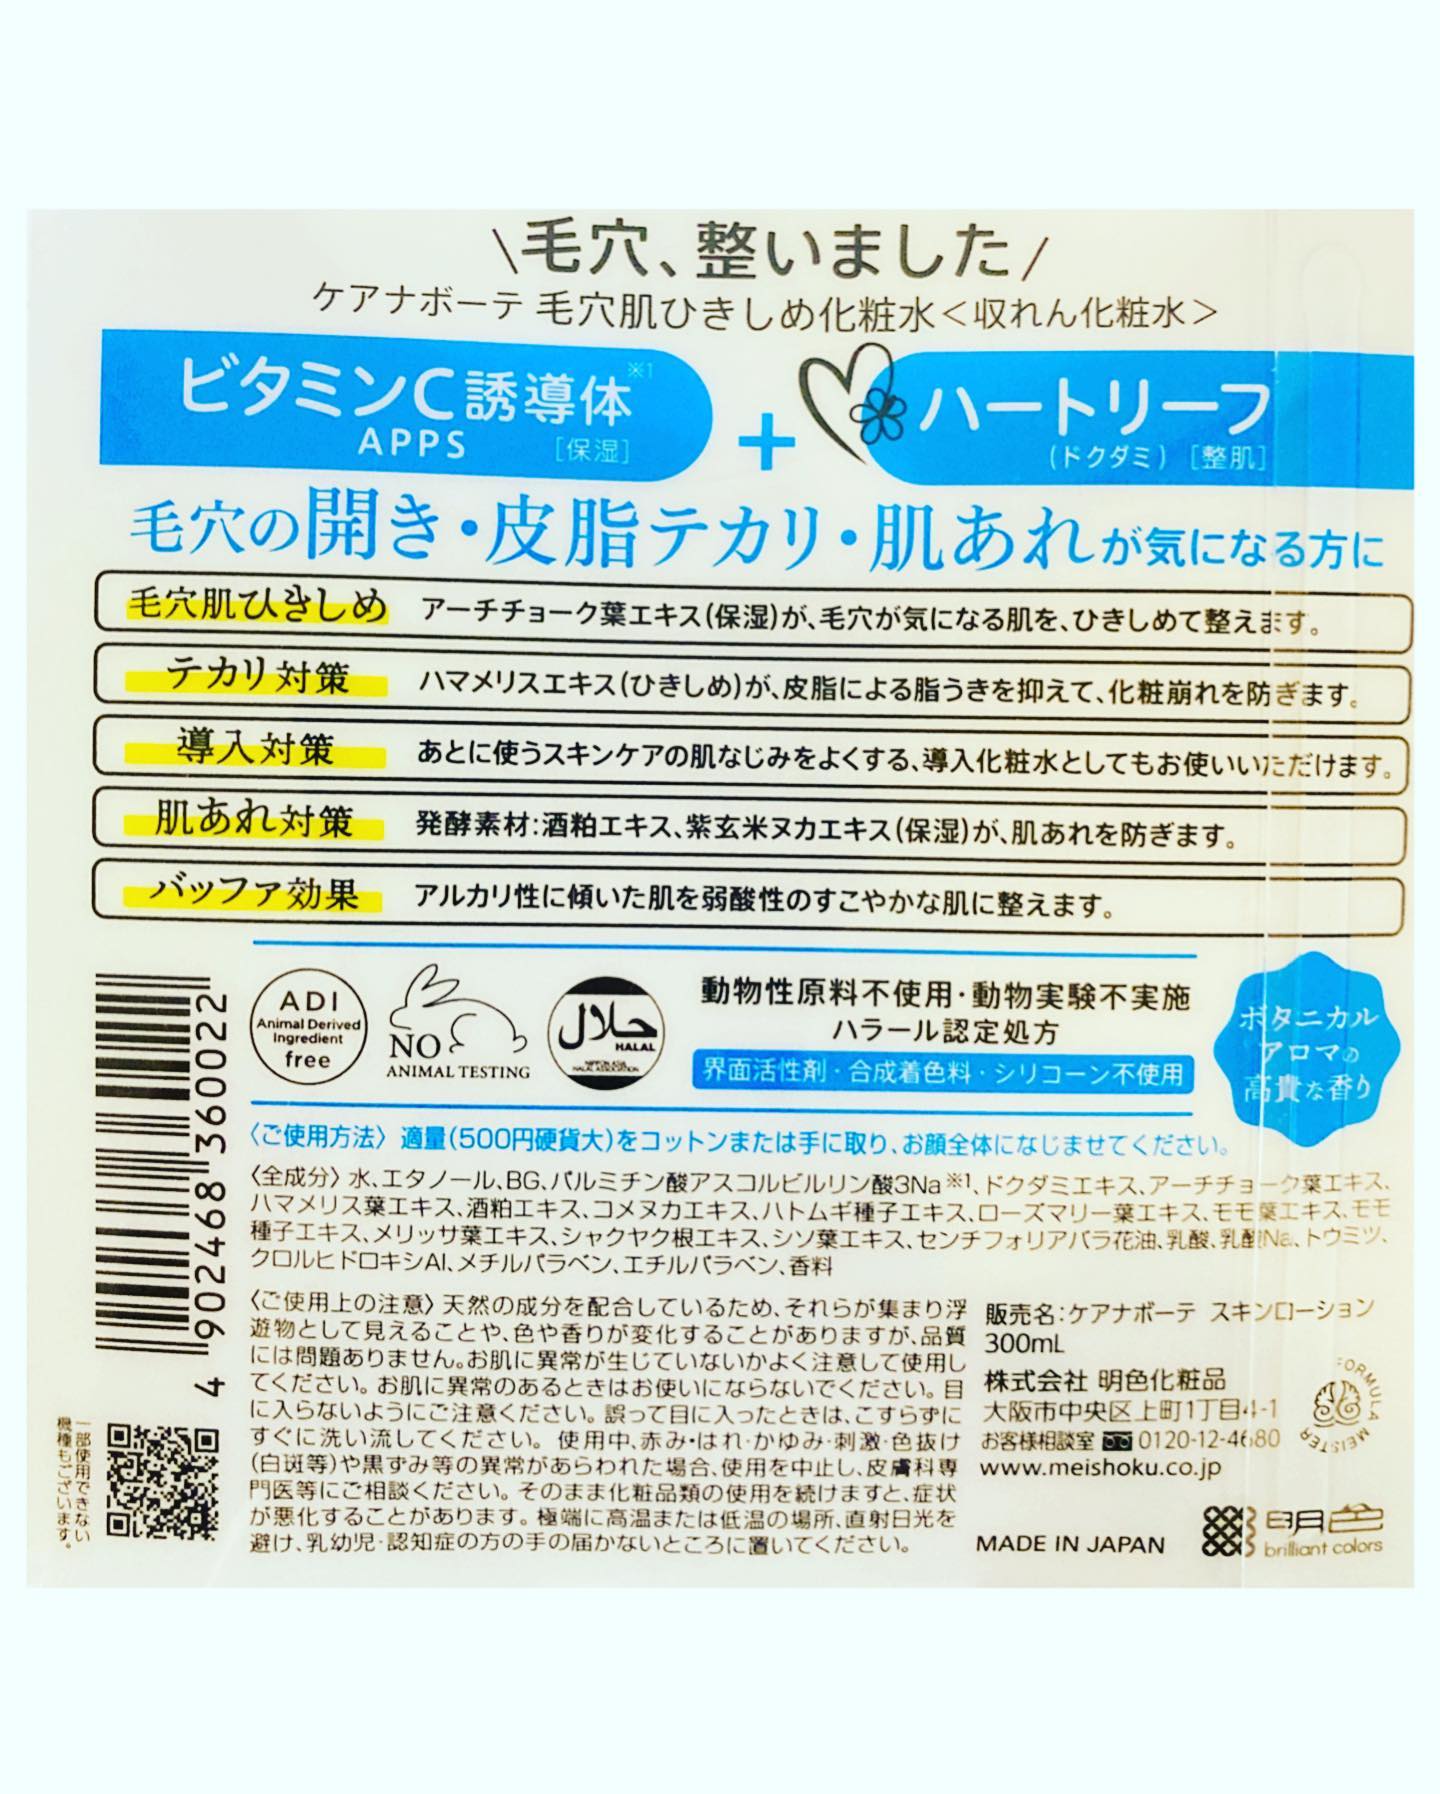 \毛穴、整いました/
ケアナボーテ 毛穴肌ひきしめ化粧水<収れん化粧水>
ビタミンC誘導体※1
APPS [保湿]
+
ハートリーフ
(ドクダミ) [整肌]
毛穴の開き・皮脂テカリ・肌あれが気になる方に
毛穴肌ひきしめ アーチチョーク葉エキス(保湿)が、毛穴が気になる肌を、ひきしめて整えます。
テカリ対策 ハマメリスエキス(ひきしめ)が、皮脂による脂うきを抑えて、化粧崩れを防ぎます。
導入対策 あとに使うスキンケアの肌なじみをよくする、導入化粧水としてもお使いいただけます。
肌あれ対策 発酵素材:酒粕エキス、紫玄米ヌカエキス(保湿)が、肌あれを防ぎます。
バッファ効果 アルカリ性に傾いた肌を弱酸性のすこやかな肌に整えます。
ADI
Animal Derived
Ingredient
free
NO
ANIMAL TESTING
حلال
HALAL
NIPPON ASIA
HALAL ASSOCIATION
動物性原料不使用・動物実験不実施
ハラール認定処方
界面活性剤・合成着色料・シリコーン不使用
ボタニカル
アロマの
高貴な香り
〈ご使用方法〉適量(500円硬貨大)をコットンまたは手に取り、お顔全体になじませてください。
〈全成分〉水、エタノール、BG、パルミチン酸アスコルビルリン酸3Na※1、ドクダミエキス、アーチチョーク葉エキス、
ハマメリス葉エキス、酒粕エキス、コメヌカエキス、ハトムギ種子エキス、ローズマリー葉エキス、モモ葉エキス、モモ
種子エキス、メリッサ葉エキス、シャクヤク根エキス、シソ葉エキス、センチフォリアバラ花油、乳酸、乳酸Na、トウミツ、
クロルヒドロキシAl、メチルパラベン、エチルパラベン、香料
〈ご使用上の注意〉天然の成分を配合しているため、それらが集まり浮
遊物として見えることや、色や香りが変化することがありますが、品質
には問題ありません。お肌に異常が生じていないかよく注意して使用し
てください。お肌に異常のあるときはお使いにならないでください。目
に入らないようにご注意ください。誤って目に入ったときは、こすらずに
すぐに洗い流してください。使用中、赤み・はれ・かゆみ・刺激・色抜け
(白斑等)や黒ずみ等の異常があらわれた場合、使用を中止し、皮膚科専
門医等にご相談ください。そのまま化粧品類の使用を続けますと、症状
が悪化することがあります。極端に高温または低温の場所、直射日光を
避け、乳幼児・認知症の方の手の届かないところに置いてください。
販売名:ケアナボーテ スキンローション
300mL
株式会社 明色化粧品
大阪市中央区上町1丁目4-1
お客様相談室 0120-12-4680
www.meishoku.co.jp
FORMULA MEISTER
MADE IN JAPAN
明色
brilliant colors
4 902468 360022
一部使用できない
機種もございます。